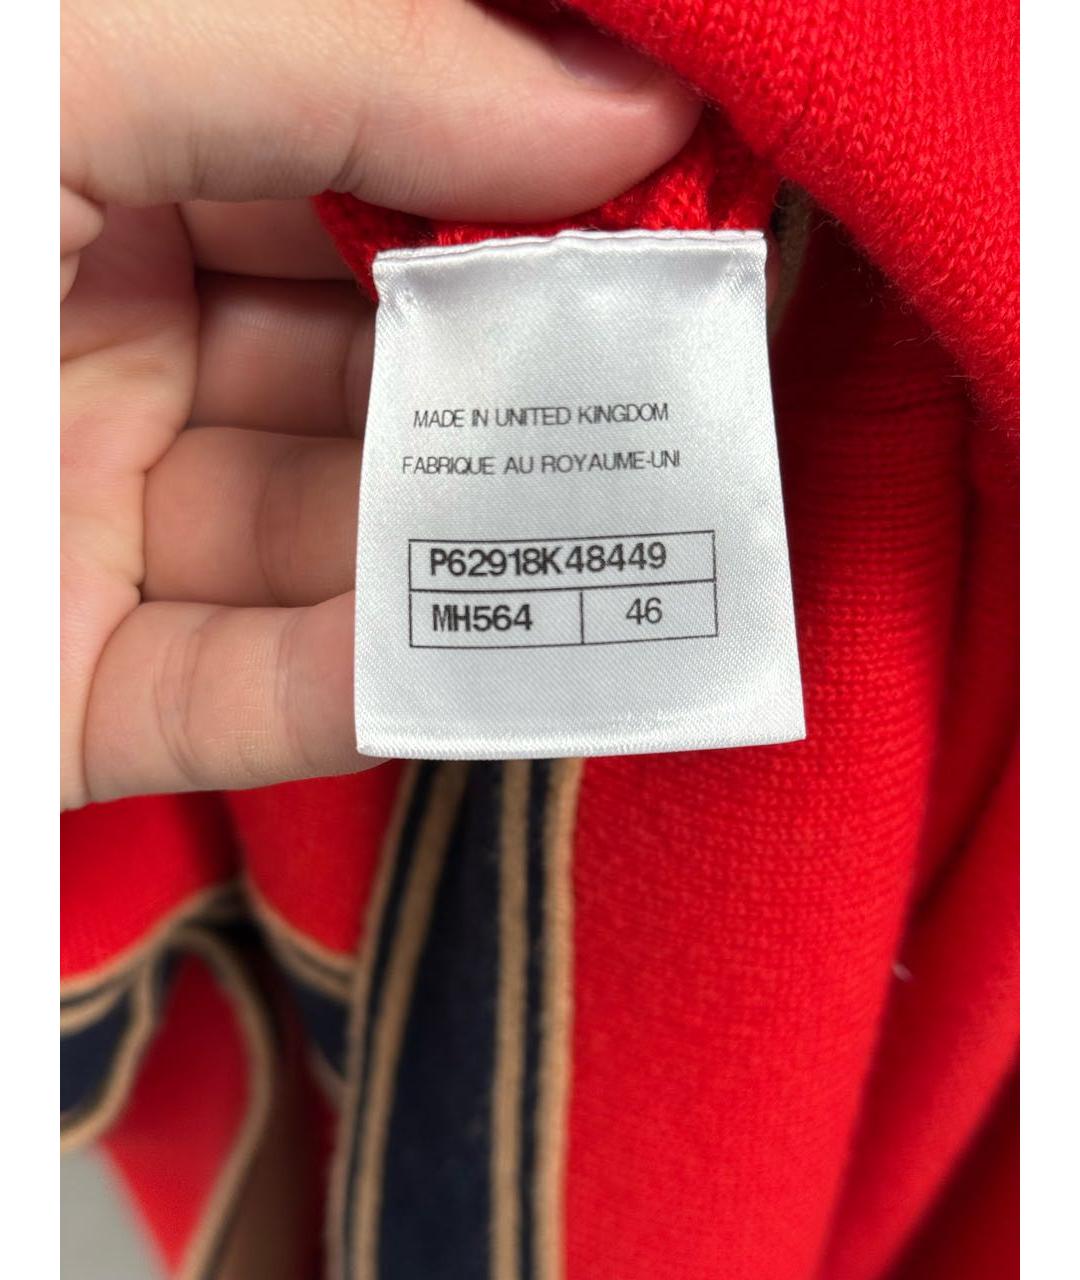 MADE IN UNITED KINGDOM
FABRIQUE AU ROYAUME-UNI
P62918K48449
MH564 46